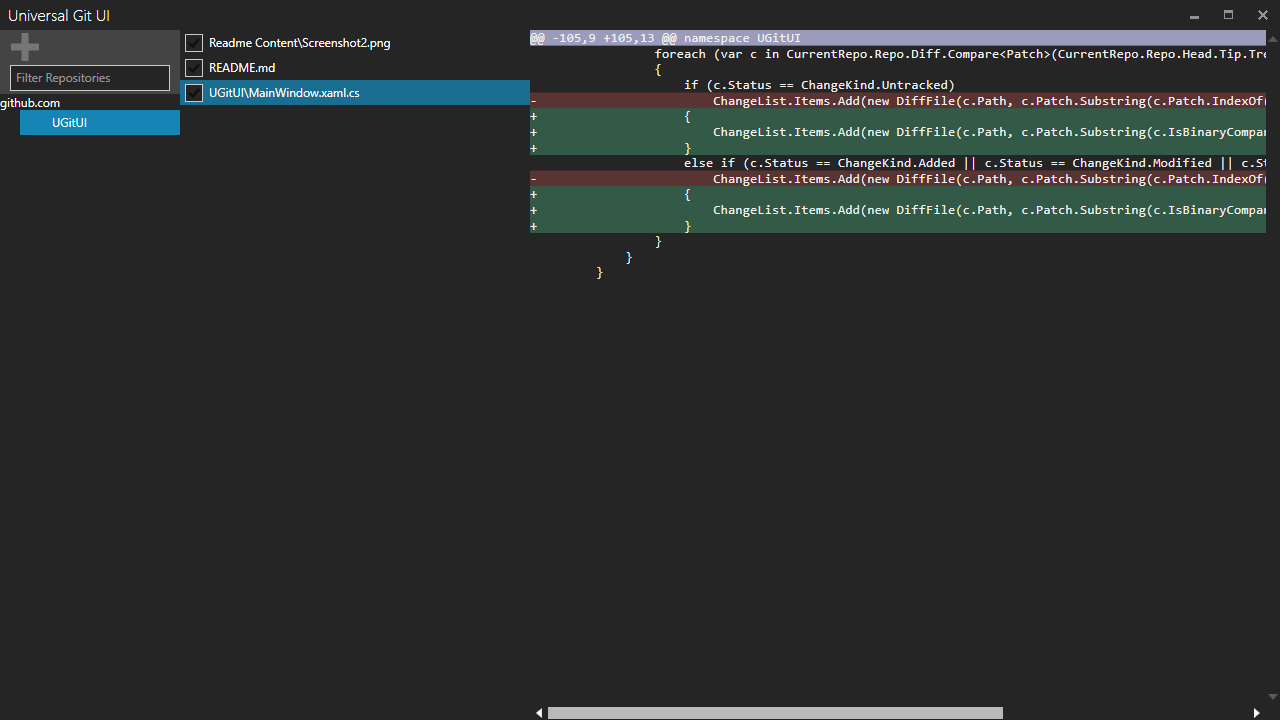 Universal Git UI
Filter Repositories
github.com
UGitUI
Readme Content\Screenshot2.png
README.md
UGitUI\MainWindow.xaml.cs
@@ -105,9 +105,13 @@ namespace UGitUI
foreach (var c in CurrentRepo.Repo.Diff.Compare<Patch>(CurrentRepo.Repo.Head.Tip.Tre
{
if (c.Status == ChangeKind.Untracked)
- ChangeList.Items.Add(new DiffFile(c.Path, c.Patch.Substring(c.Patch.IndexOf(
+ {
+ ChangeList.Items.Add(new DiffFile(c.Path, c.Patch.Substring(c.IsBinaryCompar
+ }
else if (c.Status == ChangeKind.Added || c.Status == ChangeKind.Modified || c.St
- ChangeList.Items.Add(new DiffFile(c.Path, c.Patch.Substring(c.Patch.IndexOf(
+ {
+ ChangeList.Items.Add(new DiffFile(c.Path, c.Patch.Substring(c.IsBinaryCompar
+ }
}
}
}